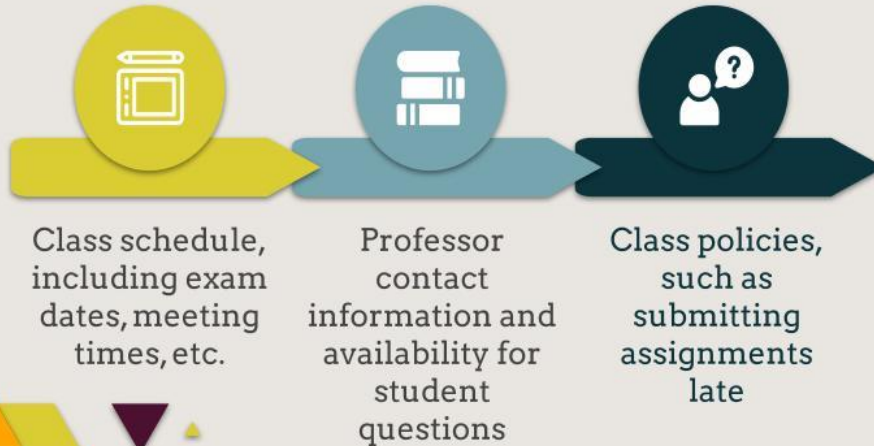 ?
Class schedule,
including exam
dates, meeting
times, etc.
Professor
contact
information and
availability for
student
questions
Class policies,
such as
submitting
assignments
late